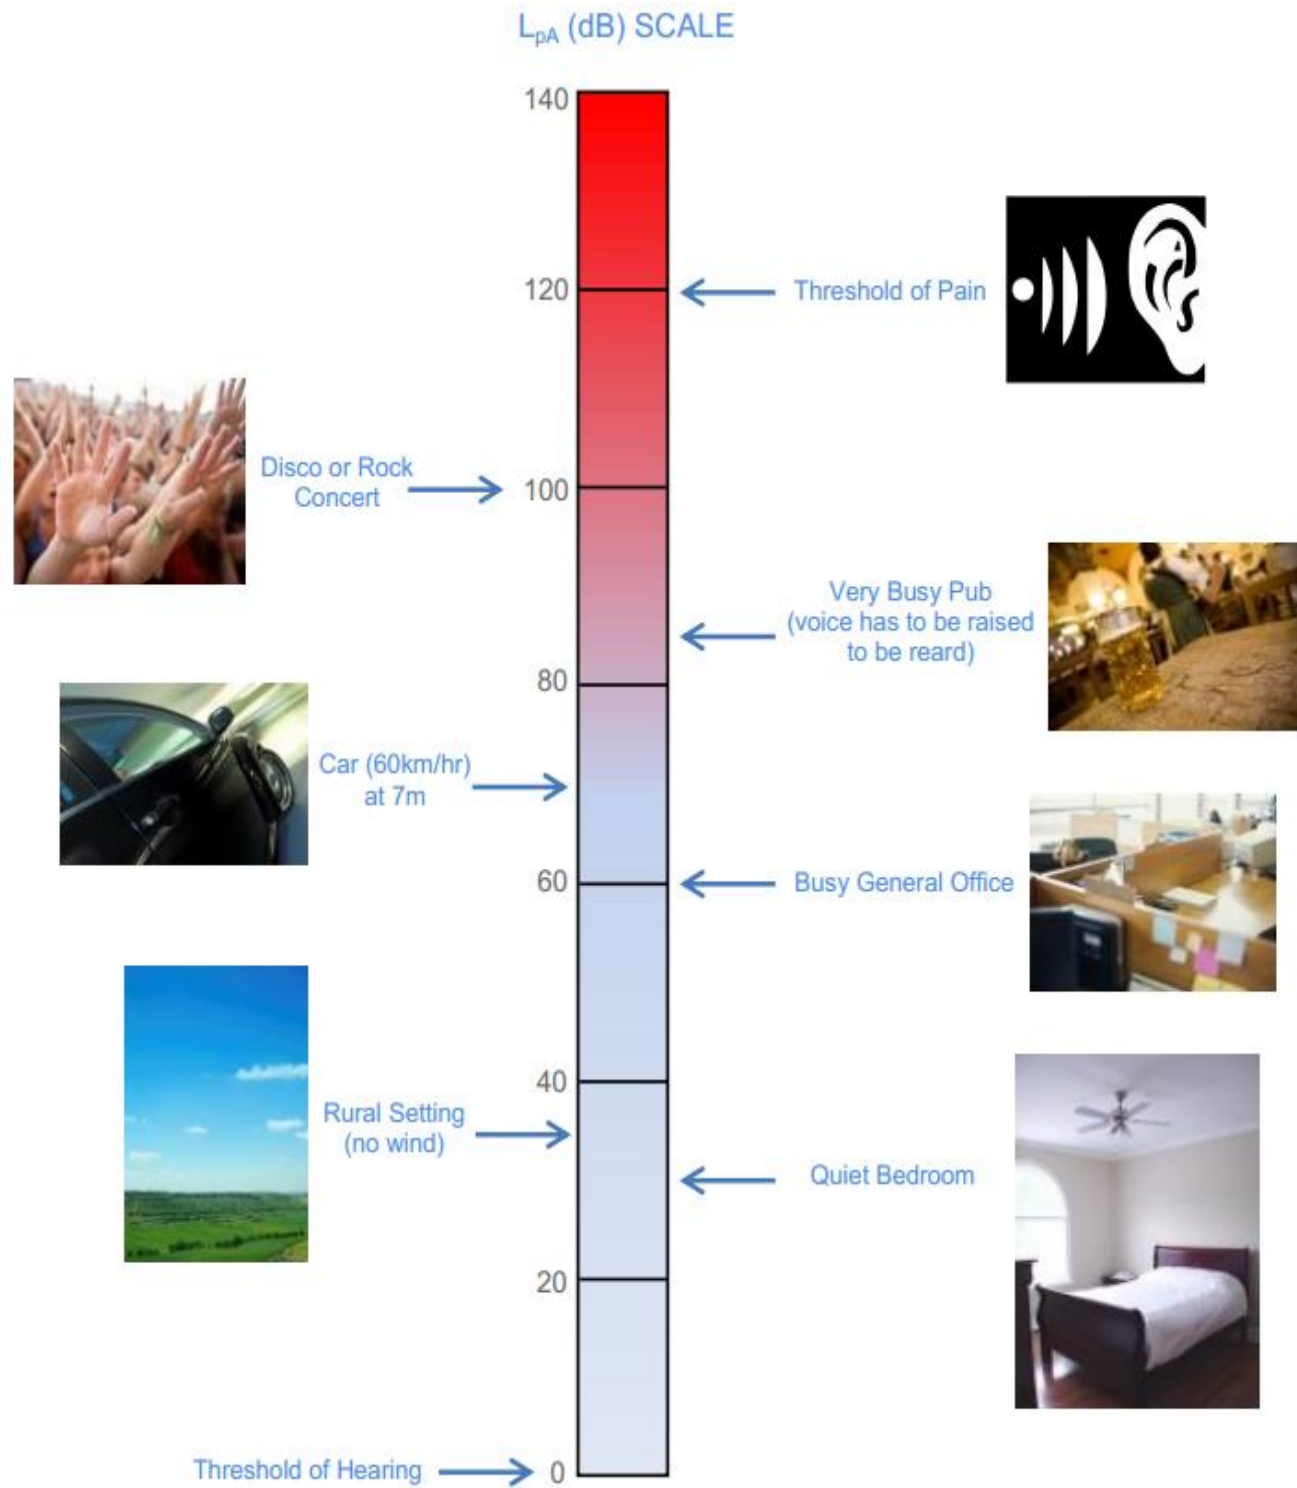 LpA (dB) SCALE
140
120
Threshold of Pain
Disco or Rock
Concert
100
Very Busy Pub
(voice has to be raised
to be reard)
80
Car (60km/hr)
at 7m
60
Busy General Office
40
Rural Setting
(no wind)
Quiet Bedroom
20
Threshold of Hearing
0